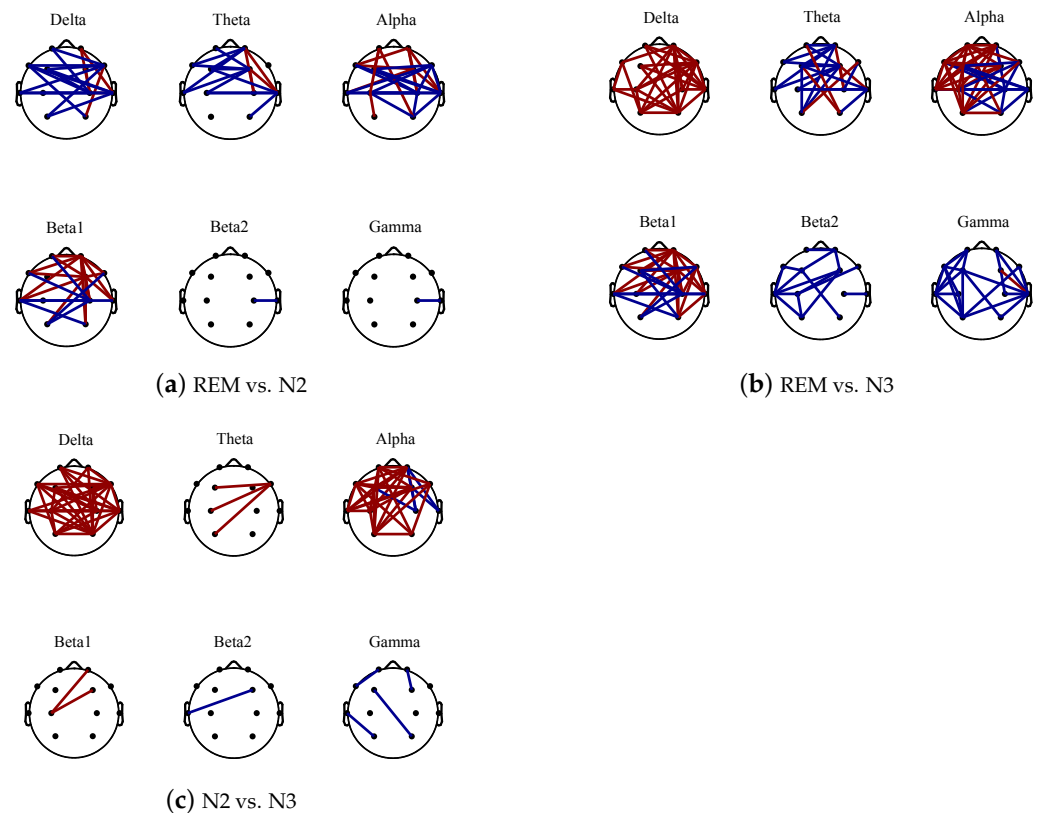 Delta Theta Alpha
Beta1 Beta2 Gamma
(a) REM vs. N2
Delta Theta Alpha
Beta1 Beta2 Gamma
(b) REM vs. N3
Delta Theta Alpha
Beta1 Beta2 Gamma
(c) N2 vs. N3